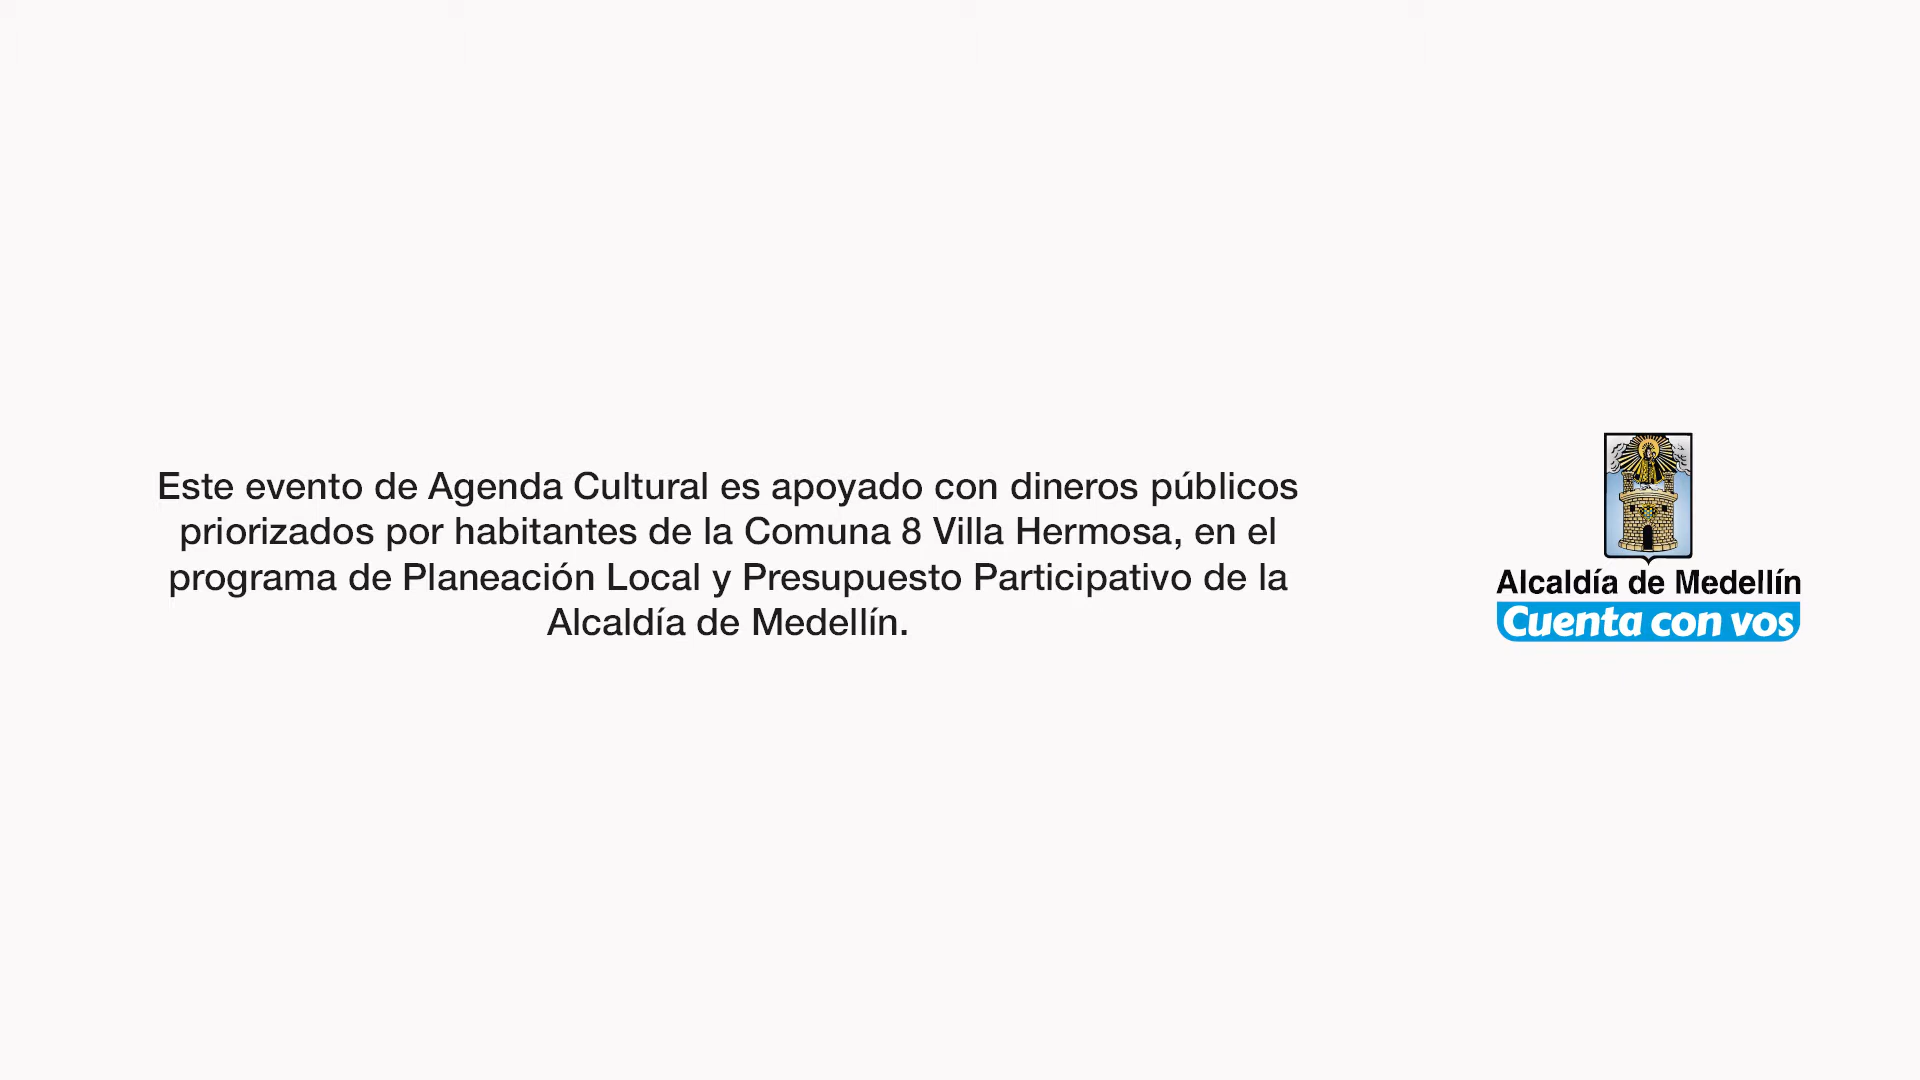 Este evento de Agenda Cultural es apoyado con dineros públicos
priorizados por habitantes de la Comuna 8 Villa Hermosa, en el
programa de Planeación Local y Presupuesto Participativo de la
Alcaldía de Medellín.
Alcaldía de Medellín
Cuenta con vos